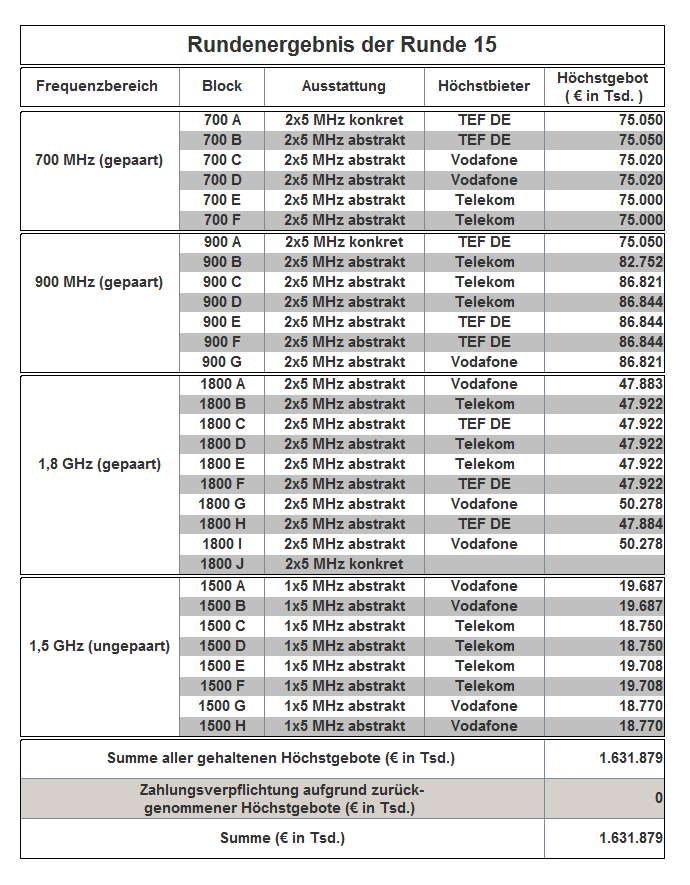 Rundenergebnis der Runde 15
Frequenzbereich Block Ausstattung Höchstbieter Höchstgebot
( € in Tsd. )
700 MHz (gepaart)
700 A 2x5 MHz konkret TEF DE 75.050
700 B 2x5 MHz abstrakt TEF DE 75.050
700 C 2x5 MHz abstrakt Vodafone 75.020
700 D 2x5 MHz abstrakt Vodafone 75.020
700 E 2x5 MHz abstrakt Telekom 75.000
700 F 2x5 MHz abstrakt Telekom 75.000
900 MHz (gepaart)
900 A 2x5 MHz konkret TEF DE 75.050
900 B 2x5 MHz abstrakt Telekom 82.752
900 C 2x5 MHz abstrakt Telekom 86.821
900 D 2x5 MHz abstrakt Telekom 86.844
900 E 2x5 MHz abstrakt TEF DE 86.844
900 F 2x5 MHz abstrakt TEF DE 86.844
900 G 2x5 MHz abstrakt Vodafone 86.821
1,8 GHz (gepaart)
1800 A 2x5 MHz abstrakt Vodafone 47.883
1800 B 2x5 MHz abstrakt Telekom 47.922
1800 C 2x5 MHz abstrakt TEF DE 47.922
1800 D 2x5 MHz abstrakt Telekom 47.922
1800 E 2x5 MHz abstrakt Telekom 47.922
1800 F 2x5 MHz abstrakt TEF DE 47.922
1800 G 2x5 MHz abstrakt Vodafone 50.278
1800 H 2x5 MHz abstrakt TEF DE 47.884
1800 I 2x5 MHz abstrakt Vodafone 50.278
1800 J 2x5 MHz konkret
1,5 GHz (ungepaart)
1500 A 1x5 MHz abstrakt Vodafone 19.687
1500 B 1x5 MHz abstrakt Vodafone 19.687
1500 C 1x5 MHz abstrakt Telekom 18.750
1500 D 1x5 MHz abstrakt Telekom 18.750
1500 E 1x5 MHz abstrakt Telekom 19.708
1500 F 1x5 MHz abstrakt Telekom 19.708
1500 G 1x5 MHz abstrakt Vodafone 18.770
1500 H 1x5 MHz abstrakt Vodafone 18.770
Summe aller gehaltenen Höchstgebote (€ in Tsd.) 1.631.879
Zahlungsverpflichtung aufgrund zurück-
genommener Höchstgebote (€ in Tsd.) 0
Summe (€ in Tsd.) 1.631.879